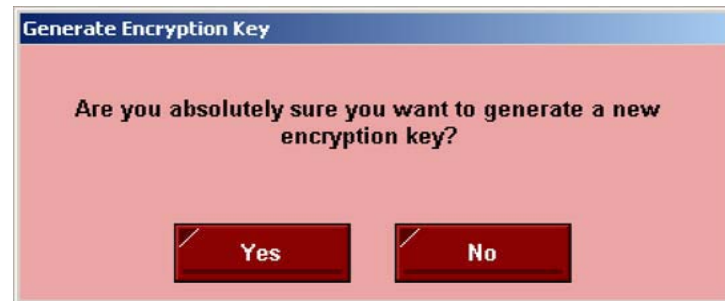 Generate Encryption Key
Are you absolutely sure you want to generate a new
encryption key?
Yes
No